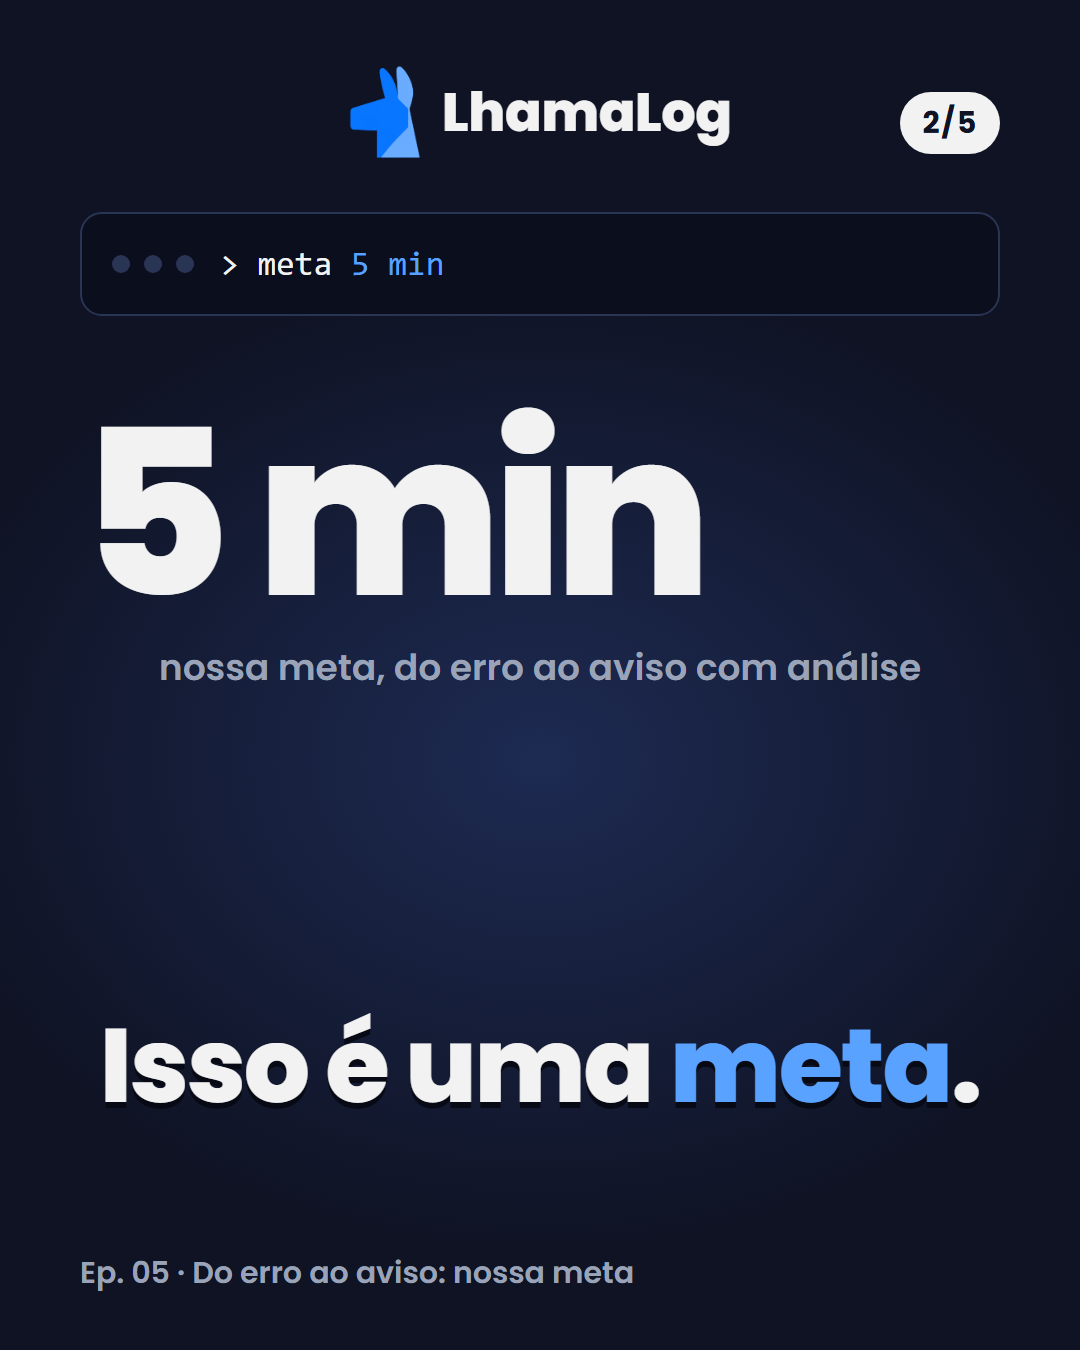 LhamaLog
2/5
> meta 5 min
5 min
nossa meta, do erro ao aviso com análise
Isso é uma meta.
Ep. 05 · Do erro ao aviso: nossa meta